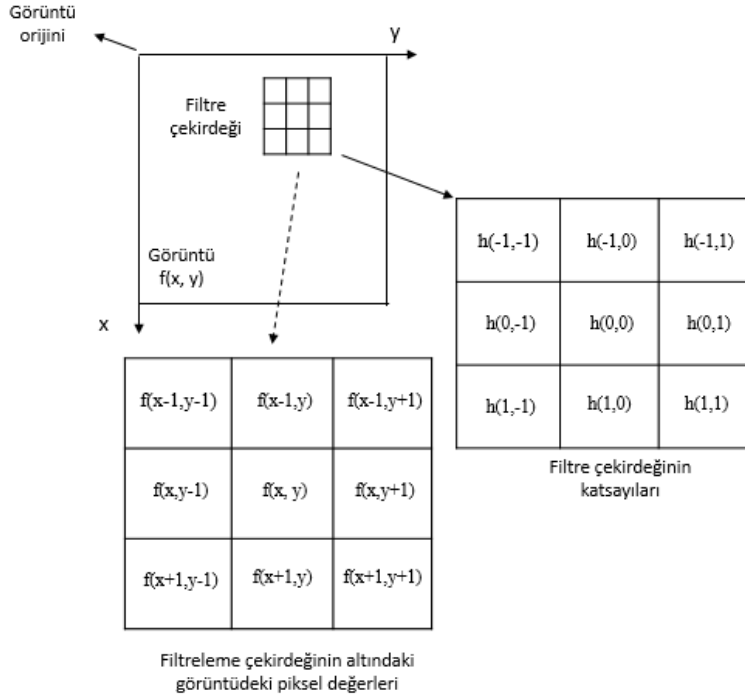 Görüntü
orijini
y
Filtre
çekirdeği
Görüntü
f(x, y)
x
h(-1,-1) h(-1,0) h(-1,1)
h(0,-1) h(0,0) h(0,1)
h(1,-1) h(1,0) h(1,1)
Filtre çekirdeğinin
katsayıları
f(x-1,y-1) f(x-1,y) f(x-1,y+1)
f(x,y-1) f(x, y) f(x,y+1)
f(x+1,y-1) f(x+1,y) f(x+1,y+1)
Filtreleme çekirdeğinin altındaki
görüntüdeki piksel değerleri